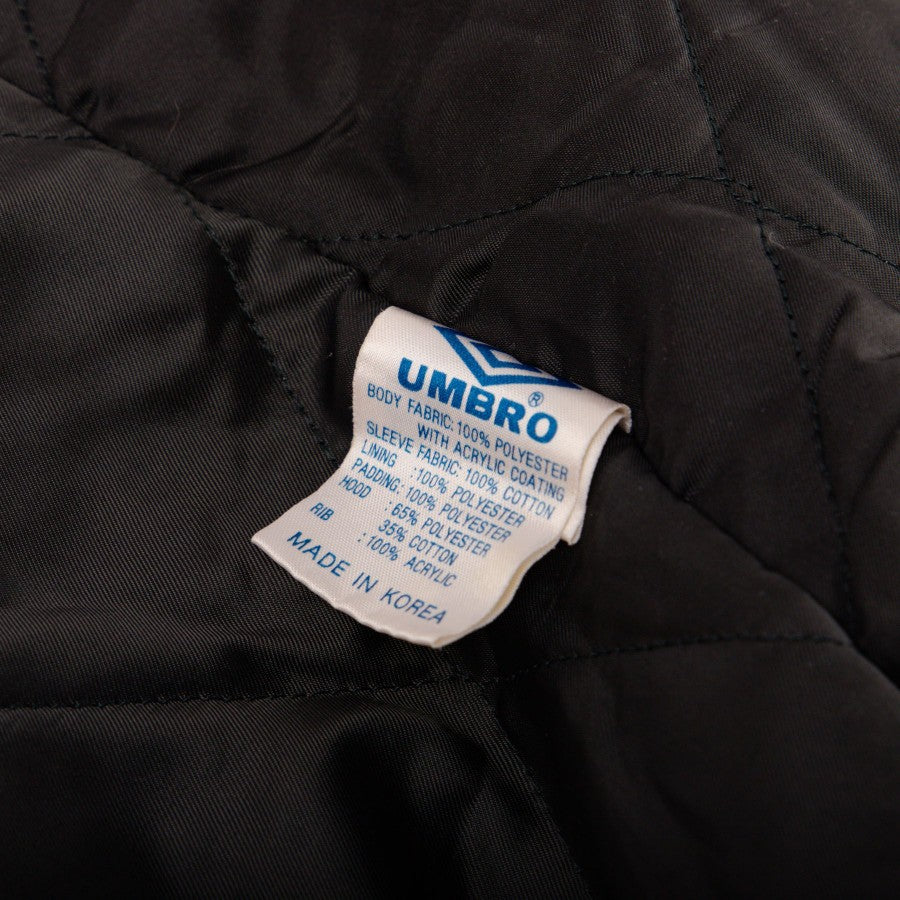 UMBRO®
BODY FABRIC: 100% POLYESTER
WITH ACRYLIC COATING
SLEEVE FABRIC: 100% COTTON
LINING :100% POLYESTER
PADDING: 100% POLYESTER
HOOD : 65% POLYESTER
35% COTTON
RIB : 100% ACRYLIC
MADE IN KOREA